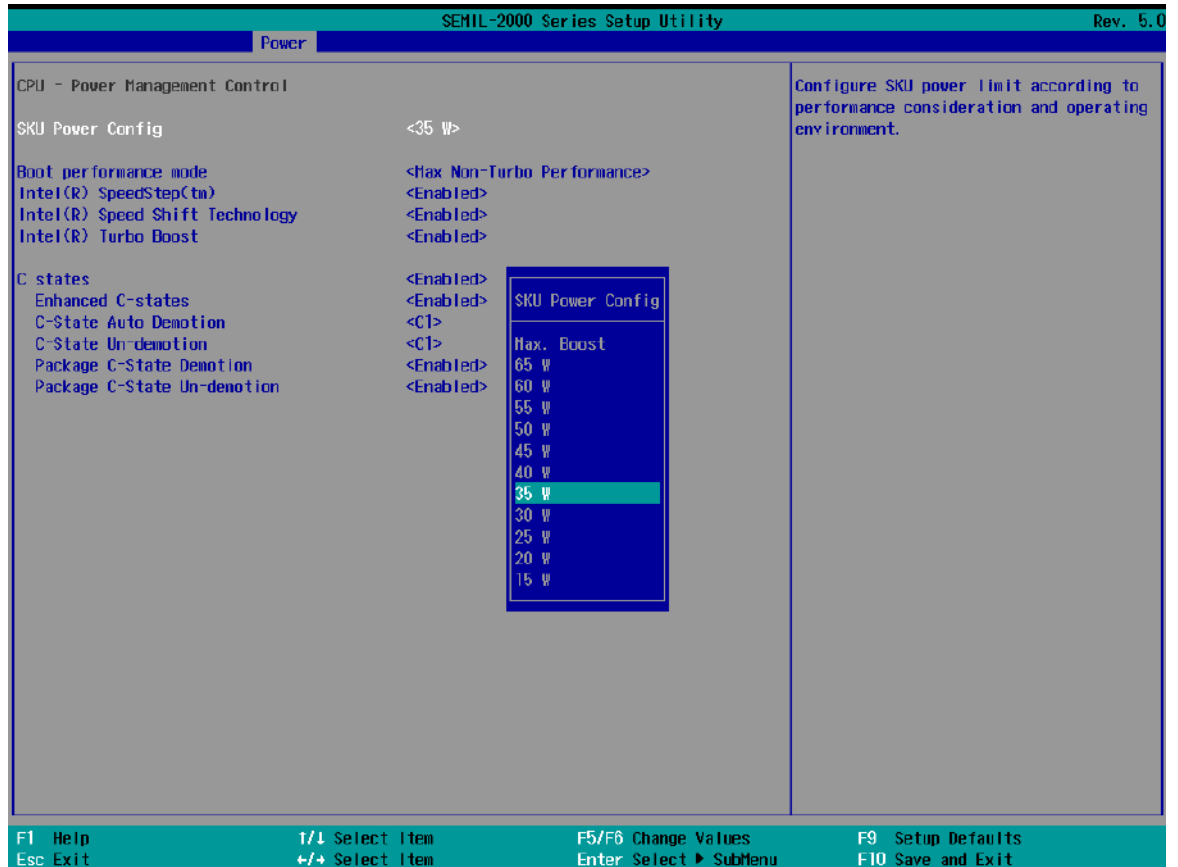 SEMIL-2000 Series Setup Utility Rev. 5.0
Power
CPU - Power Management Control
SKU Power Config <35 W>
Boot performance mode <Max Non-Turbo Performance>
Intel(R) SpeedStep(tm) <Enabled>
Intel(R) Speed Shift Technology <Enabled>
Intel(R) Turbo Boost <Enabled>
C states <Enabled>
Enhanced C-states <Enabled>
C-State Auto Demotion <C1>
C-State Un-demotion <C1>
Package C-State Demotion <Enabled>
Package C-State Un-demotion <Enabled>
SKU Power Config
Max. Boost
65 W
60 W
55 W
50 W
45 W
40 W
35 W
30 W
25 W
20 W
15 W
Configure SKU power limit according to
performance consideration and operating
environment.
F1 Help ↑/↓ Select Item F5/F6 Change Values F9 Setup Defaults
Esc Exit ←/→ Select Item Enter Select ▶ SubMenu F10 Save and Exit